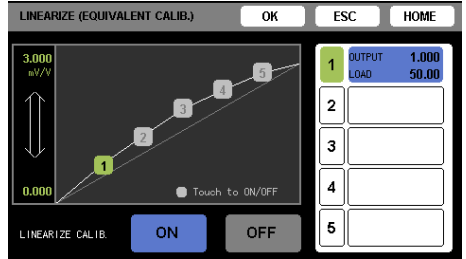 LINEARIZE (EQUIVALENT CALIB.) OK ESC HOME
3.000
mV/V
0.000
1
2
3
4
5
Touch to ON/OFF
LINEARIZE CALIB. ON OFF
1 OUTPUT 1.000
LOAD 50.00
2
3
4
5